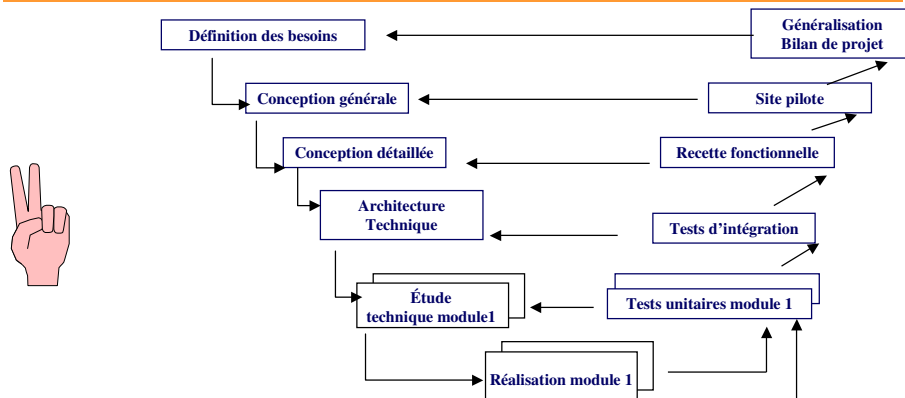 Définition des besoins
Généralisation
Bilan de projet
Conception générale
Site pilote
Conception détaillée
Recette fonctionnelle
Architecture
Technique
Tests d'intégration
Étude
technique module1
Tests unitaires module 1
Réalisation module 1